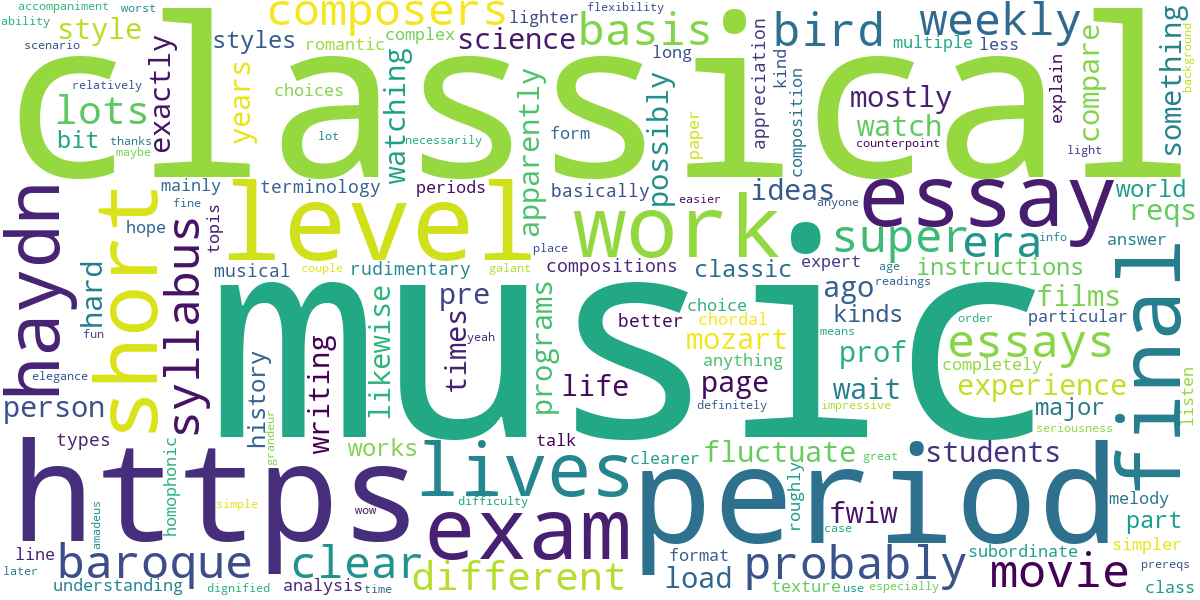 accompaniment worst
ability style composers lighter flexibility basis bird weekly less
scenario styles romantic complex science long multiple something background
classical
relatively years choices watching apparently possibly appreciation kind mostly explain compare
lots exactly lot form paper composition watch light
bit thanks maybe necessarily counterpoint
haydn short mainly level terminology periods basically work ideas essay world
syllabus fine topis easier anyone reqs
hope place super era info answer
hard musical couple rudimentary galant compositions classic expert age instructions final
music
likewise pre programs choice ago readings films
fun times better chordal kinds order particular
yeah mozart means prof essays
elegance history writing life anything page wait completely experience
person definitely impressive major listen
types grandeur talk seriousness
https homophonic works lives clearer fluctuate great students
period
simple difficulty roughly melody
amadeus wow exam fwiw case part
line baroque clear format probably subordinate simpler
later understanding dignified analysis time different load texture use especially movie prereqs class